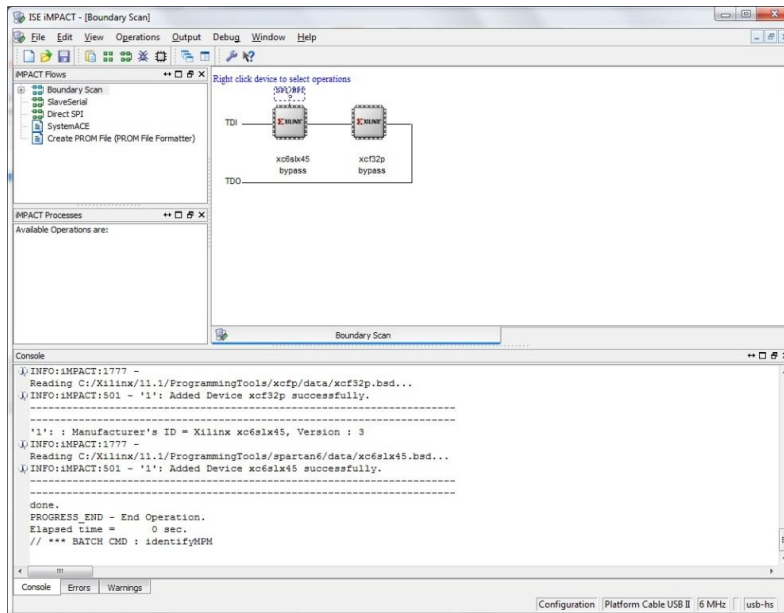 ISE iMPACT - [Boundary Scan]
File Edit View Operations Output Debug Window Help
iMPACT Flows
Boundary Scan
SlaveSerial
Direct SPI
SystemACE
Create PROM File (PROM File Formatter)
iMPACT Processes
Available Operations are:
Right click device to select operations
SPI/BPI
?
TDI
XILINX
XILINX
xc6slx45
bypass
xcf32p
bypass
TDO
Boundary Scan
Console
INFO:iMPACT:1777 -
Reading C:/Xilinx/11.1/ProgrammingTools/xcfp/data/xcf32p.bsd...
INFO:iMPACT:501 - '1': Added Device xcf32p successfully.
----------------------------------------------------------------------
----------------------------------------------------------------------
'1': : Manufacturer's ID = Xilinx xc6slx45, Version : 3
INFO:iMPACT:1777 -
Reading C:/Xilinx/11.1/ProgrammingTools/spartan6/data/xc6slx45.bsd...
INFO:iMPACT:501 - '1': Added Device xc6slx45 successfully.
----------------------------------------------------------------------
----------------------------------------------------------------------
done.
PROGRESS_END - End Operation.
Elapsed time = 0 sec.
// *** BATCH CMD : identifyMPM
Console Errors Warnings
Configuration Platform Cable USB II 6 MHz usb-hs